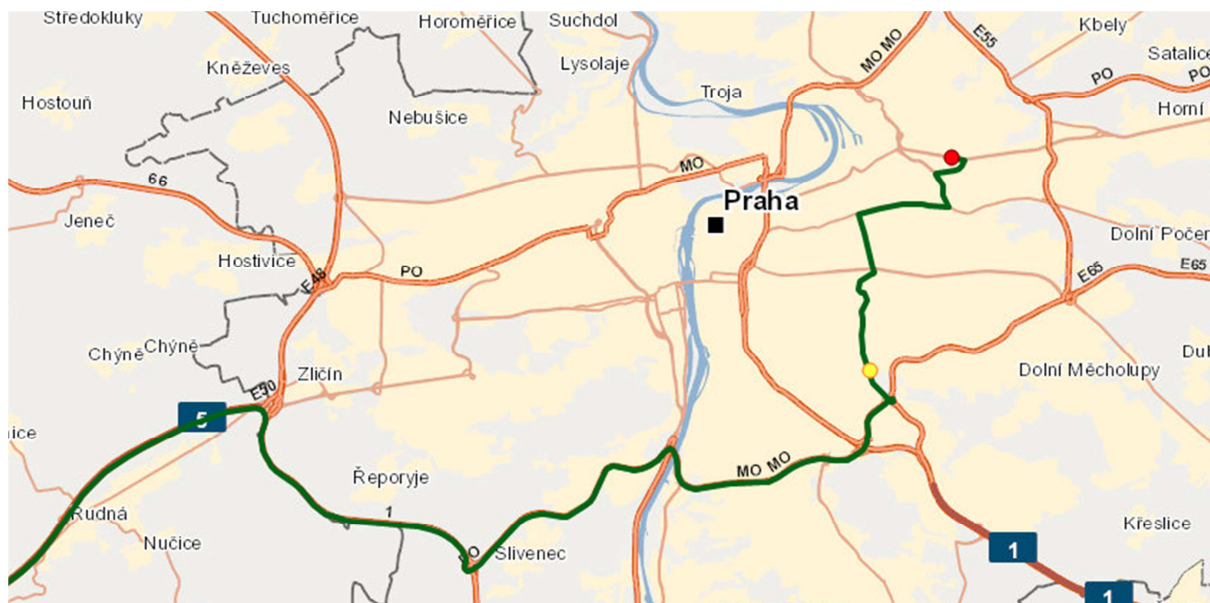 Středokluky
Tuchoměřice
Horoměřice
Suchdol
Kbely
E55
Lysolaje
MO MO
Satalice
Kněževes
PO
PO
Hostouň
Troja
Nebušice
Horní
MO
66
Praha
Jeneč
Dolní Počer
Hostivice
E48
PO
E65
E65
Chýně
Chýně
Dub
Zličín
Dolní Měcholupy
E50
5
nice
MO MO
Řeporyje
Rudná
1
Křeslice
Nučice
Slivenec
1
1